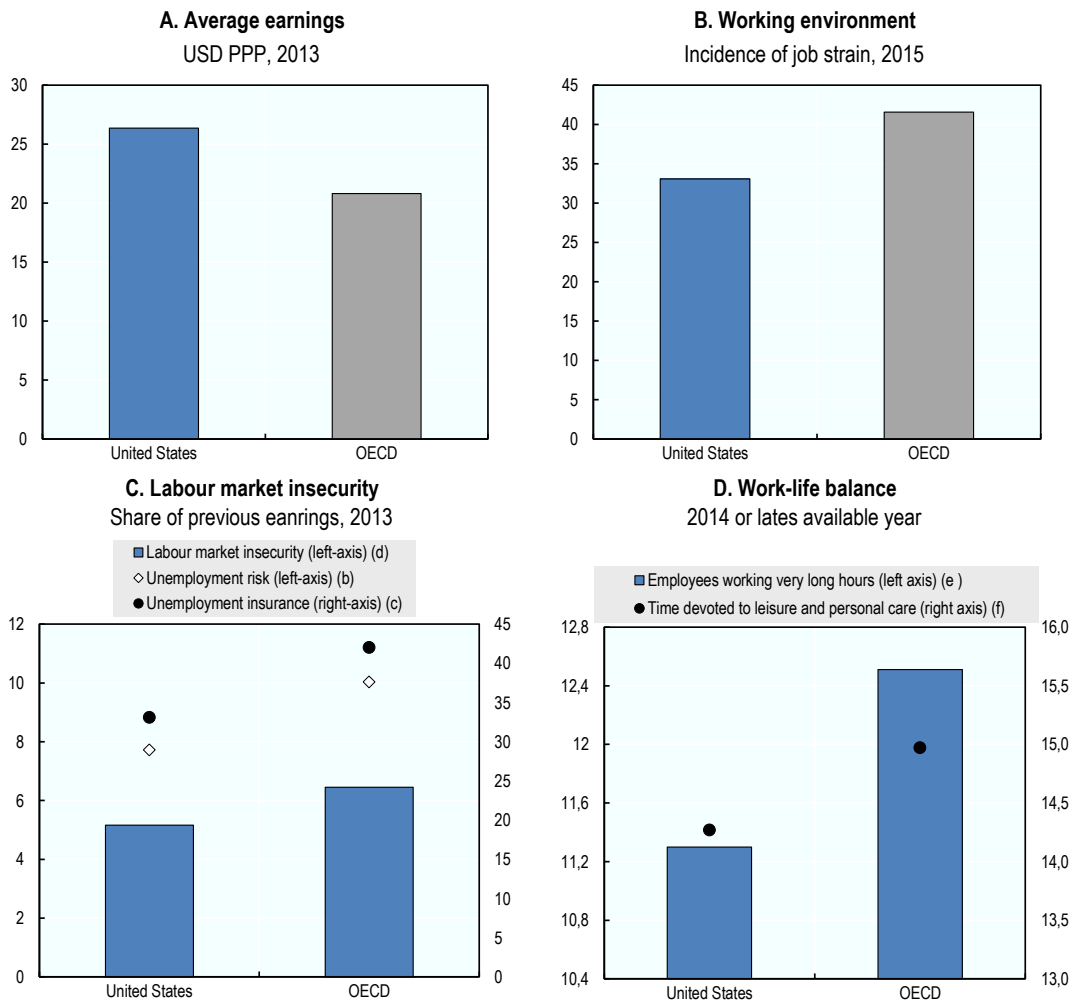 A. Average earnings
USD PPP, 2013
30
25
20
15
10
5
0
United States OECD
B. Working environment
Incidence of job strain, 2015
45
40
35
30
25
20
15
10
5
0
United States OECD
C. Labour market insecurity
Share of previous eanrings, 2013
Labour market insecurity (left-axis) (d)
Unemployment risk (left-axis) (b)
Unemployment insurance (right-axis) (c)
12
10
8
6
4
2
0
45
40
35
30
25
20
15
10
5
0
United States OECD
D. Work-life balance
2014 or lates available year
Employees working very long hours (left axis) (e )
Time devoted to leisure and personal care (right axis) (f)
12,8
12,4
12
11,6
11,2
10,8
10,4
16,0
15,5
15,0
14,5
14,0
13,5
13,0
United States OECD